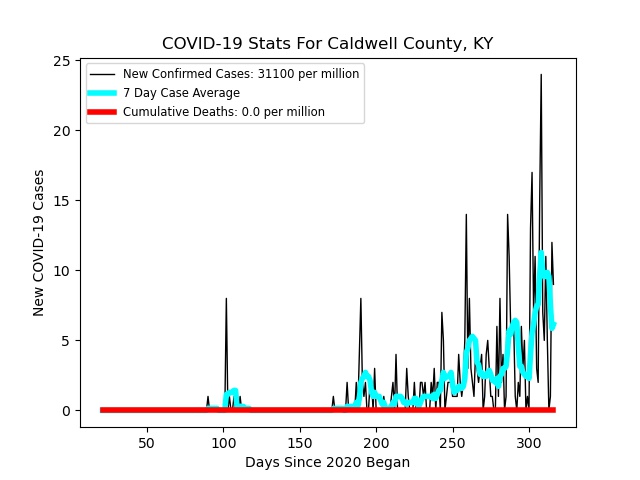 COVID-19 Stats For Caldwell County, KY
New Confirmed Cases: 31100 per million
7 Day Case Average
Cumulative Deaths: 0.0 per million
New COVID-19 Cases
25
20
15
10
5
0
50
100
150
200
250
300
Days Since 2020 Began